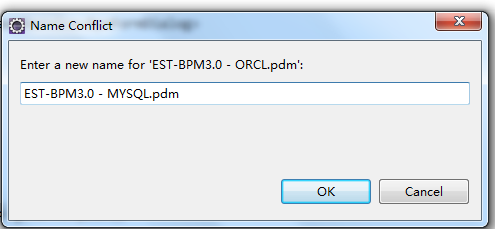 Name Conflict
Enter a new name for 'EST-BPM3.0 - ORCL.pdm':
EST-BPM3.0 - MYSQL.pdm
OK
Cancel